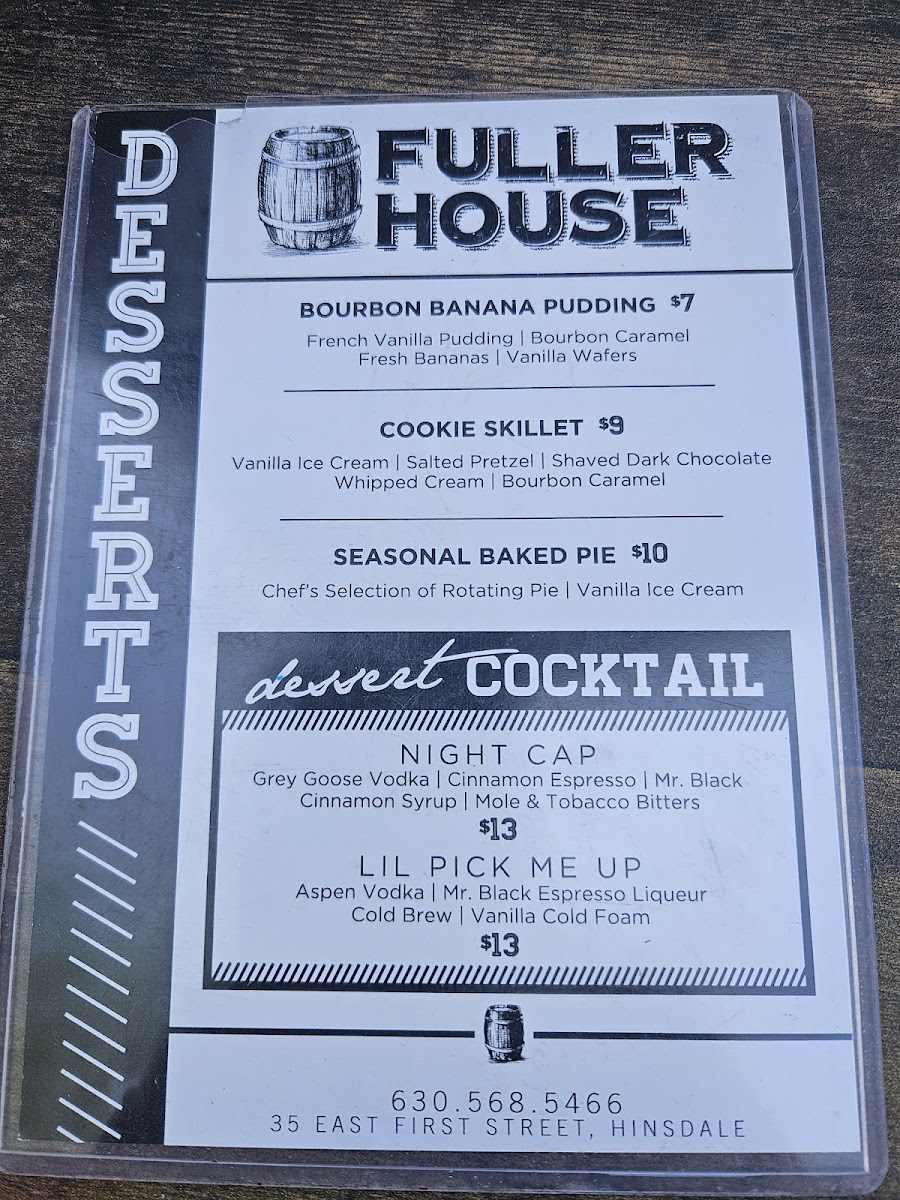 DESSERTS
FULLER
HOUSE
BOURBON BANANA PUDDING $7
French Vanilla Pudding | Bourbon Caramel
Fresh Bananas | Vanilla Wafers
COOKIE SKILLET $9
Vanilla Ice Cream | Salted Pretzel | Shaved Dark Chocolate
Whipped Cream | Bourbon Caramel
SEASONAL BAKED PIE $10
Chef's Selection of Rotating Pie | Vanilla Ice Cream
dessert COCKTAIL
NIGHT CAP
Grey Goose Vodka | Cinnamon Espresso | Mr. Black
Cinnamon Syrup | Mole & Tobacco Bitters
$13
LIL PICK ME UP
Aspen Vodka | Mr. Black Espresso Liqueur
Cold Brew | Vanilla Cold Foam
$13
630.568.5466
35 EAST FIRST STREET, HINSDALE